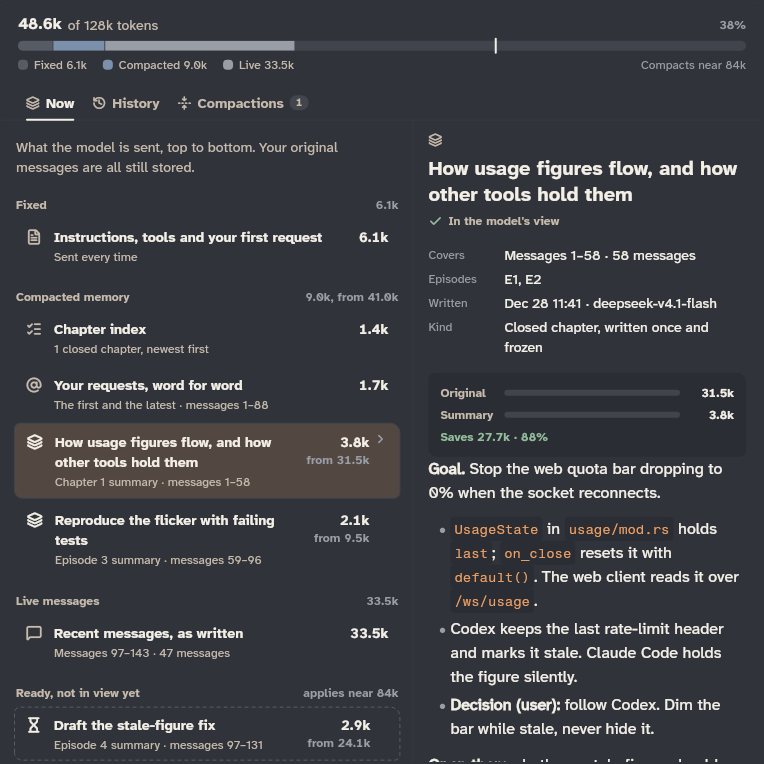 48.6k of 128k tokens
38%
Fixed 6.1k
Compacted 9.0k
Live 33.5k
Compacts near 84k
Now
History
Compactions 1
What the model is sent, top to bottom. Your original
messages are all still stored.
Fixed
6.1k
Instructions, tools and your first request
6.1k
Sent every time
Compacted memory
9.0k, from 41.0k
Chapter index
1.4k
1 closed chapter, newest first
Your requests, word for word
1.7k
The first and the latest · messages 1–88
How usage figures flow, and how
other tools hold them
3.8k
from 31.5k
Chapter 1 summary · messages 1–58
Reproduce the flicker with failing
tests
2.1k
from 9.5k
Episode 3 summary · messages 59–96
Live messages
33.5k
Recent messages, as written
33.5k
Messages 97–143 · 47 messages
Ready, not in view yet
applies near 84k
Draft the stale-figure fix
2.9k
Episode 4 summary · messages 97–131
from 24.1k
How usage figures flow, and how
other tools hold them
In the model's view
Covers
Messages 1–58 · 58 messages
Episodes
E1, E2
Written
Dec 28 11:41 · deepseek-v4.1-flash
Kind
Closed chapter, written once and
frozen
Original
31.5k
Summary
3.8k
Saves 27.7k · 88%
Goal. Stop the web quota bar dropping to
0% when the socket reconnects.
• UsageState in usage/mod.rs holds
last; on_close resets it with
default(). The web client reads it over
/ws/usage.
• Codex keeps the last rate-limit header
and marks it stale. Claude Code holds
the figure silently.
• Decision (user): follow Codex. Dim the
bar while stale, never hide it.